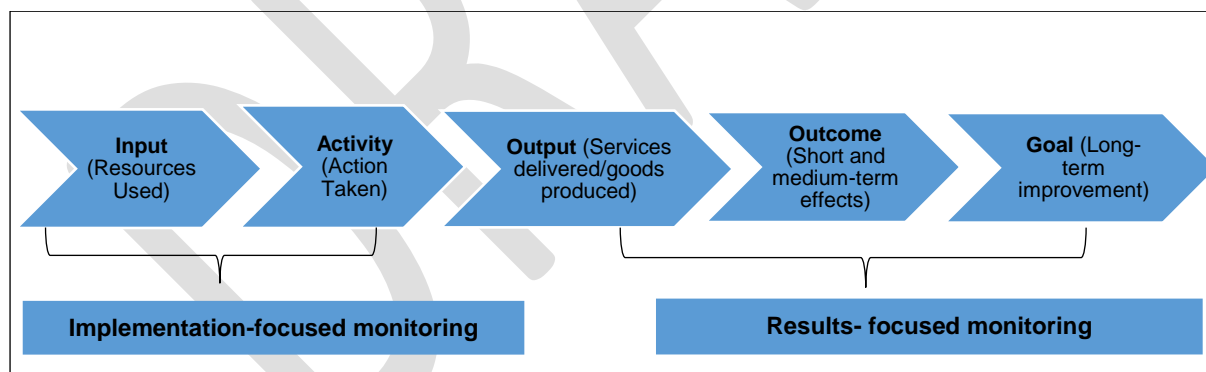 Input
(Resources
Used)
Activity
(Action
Taken)
Output (Services
delivered/goods
produced)
Outcome
(Short and
medium-term
effects)
Goal (Long-
term
improvement)
Implementation-focused monitoring
Results- focused monitoring